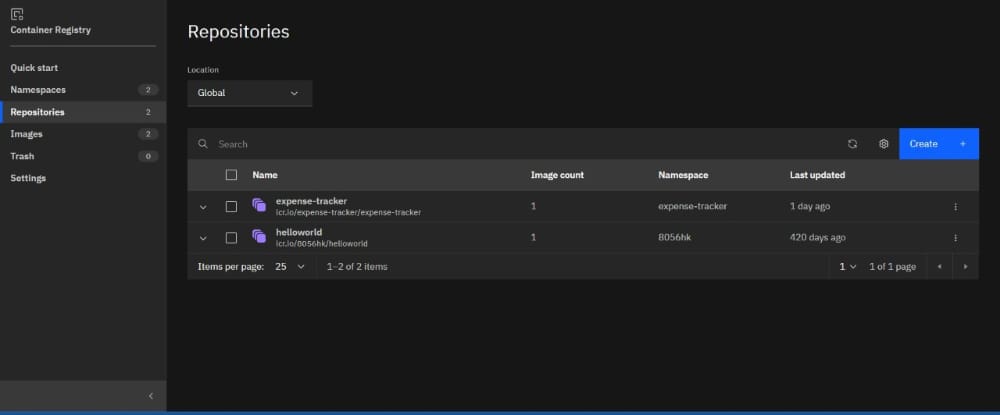 Container Registry
Quick start
Namespaces 2
Repositories 2
Images 2
Trash 0
Settings
Repositories
Location
Global
Search
Create +
Name Image count Namespace Last updated
expense-tracker 1 expense-tracker 1 day ago
icr.io/expense-tracker/expense-tracker
helloworld 1 8056hk 420 days ago
icr.io/8056hk/helloworld
Items per page: 25 1–2 of 2 items 1 1 of 1 page